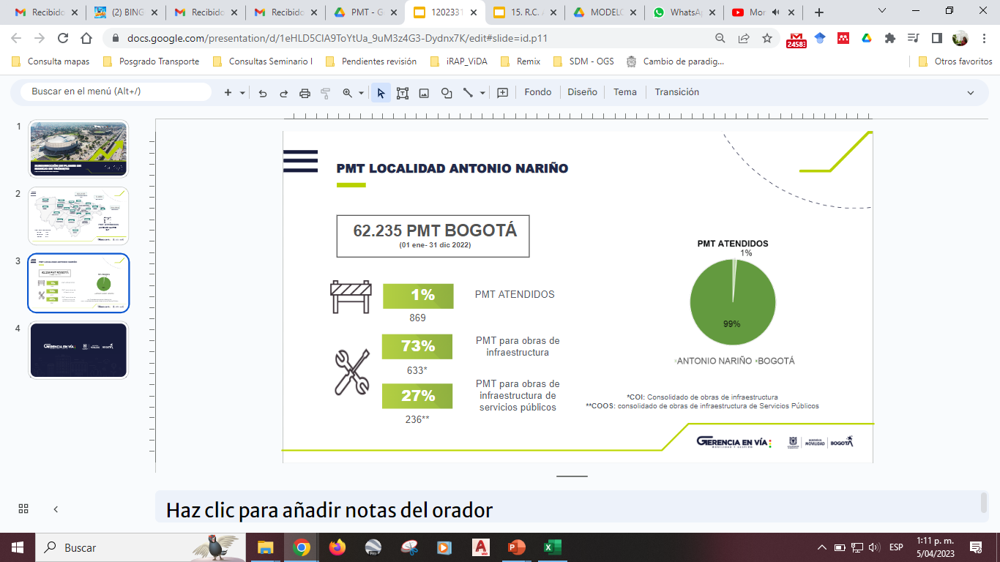 Recibido
(2) BING
Recibido
Recibido
PMT - G
1202331
15. R.C.
MODELO
WhatsA
Mor
docs.google.com/presentation/d/1eHLD5ClA9ToYtUa_9uM3z4G3-Dydnx7K/edit#slide=id.p11
24583
Consulta mapas
Posgrado Transporte
Consultas Seminario I
Pendientes revisión
iRAP_ViDA
Remix
SDM - OGS
Cambio de paradig...
Otros favoritos
Buscar en el menú (Alt+/)
Fondo
Diseño
Tema
Transición
1
2
3
4
PMT LOCALIDAD ANTONIO NARIÑO
62.235 PMT BOGOTÁ
(01 ene- 31 dic 2022)
1%
PMT ATENDIDOS
869
73%
PMT para obras de
infraestructura
633*
27%
PMT para obras de
infraestructura de
servicios públicos
236**
PMT ATENDIDOS
1%
99%
ANTONIO NARIÑO
BOGOTÁ
*COI: Consolidado de obras de infraestructura
**COOS: consolidado de obras de infraestructura de Servicios Públicos
GERENCIA EN VÍA
MOVILIDAD
BOGOTÁ
Haz clic para añadir notas del orador
Buscar
ESP
1:11 p. m.
5/04/2023